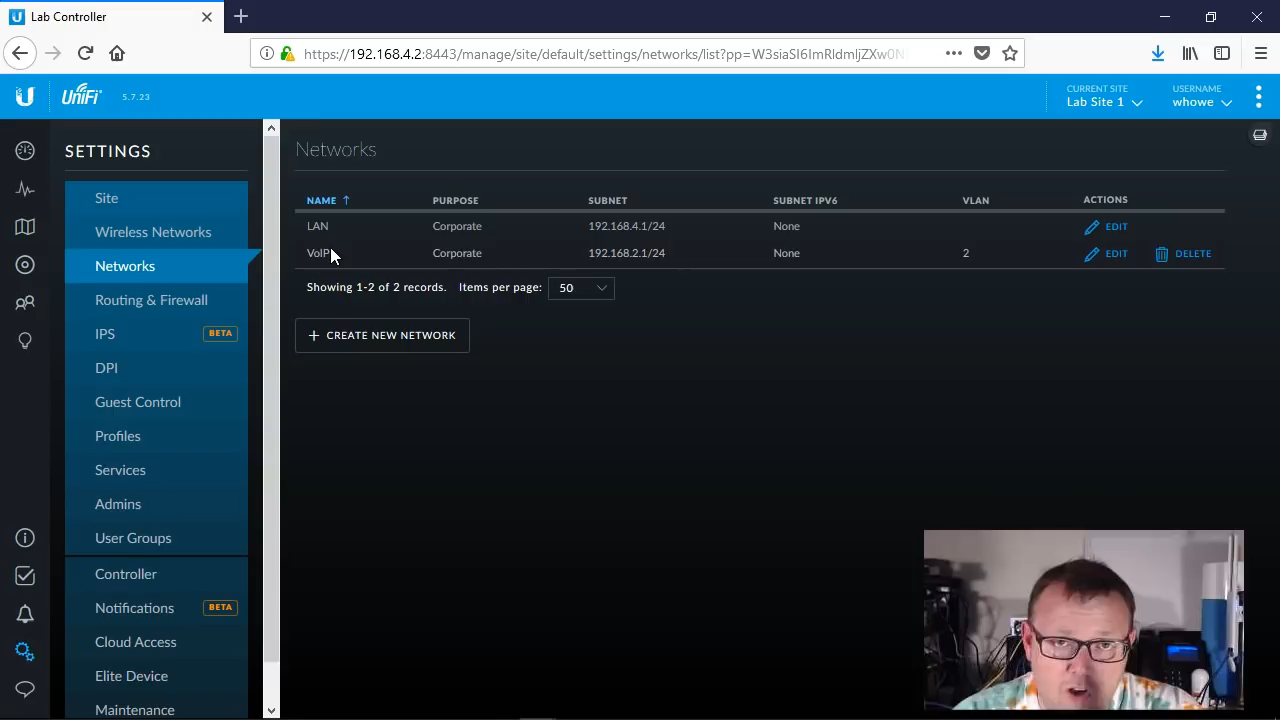 Lab Controller
https://192.168.4.2:8443/manage/site/default/settings/networks/list?pp=
UniFi 5.7.23
CURRENT SITE
Lab Site 1
USERNAME
whowe
SETTINGS
Site
Wireless Networks
Networks
Routing & Firewall
IPS BETA
DPI
Guest Control
Profiles
Services
Admins
User Groups
Controller
Notifications BETA
Cloud Access
Elite Device
Maintenance
Networks
NAME PURPOSE SUBNET SUBNET IPV6 VLAN ACTIONS
LAN Corporate 192.168.4.1/24 None EDIT
VoIP Corporate 192.168.2.1/24 None 2 EDIT DELETE
Showing 1-2 of 2 records. Items per page: 50
+ CREATE NEW NETWORK